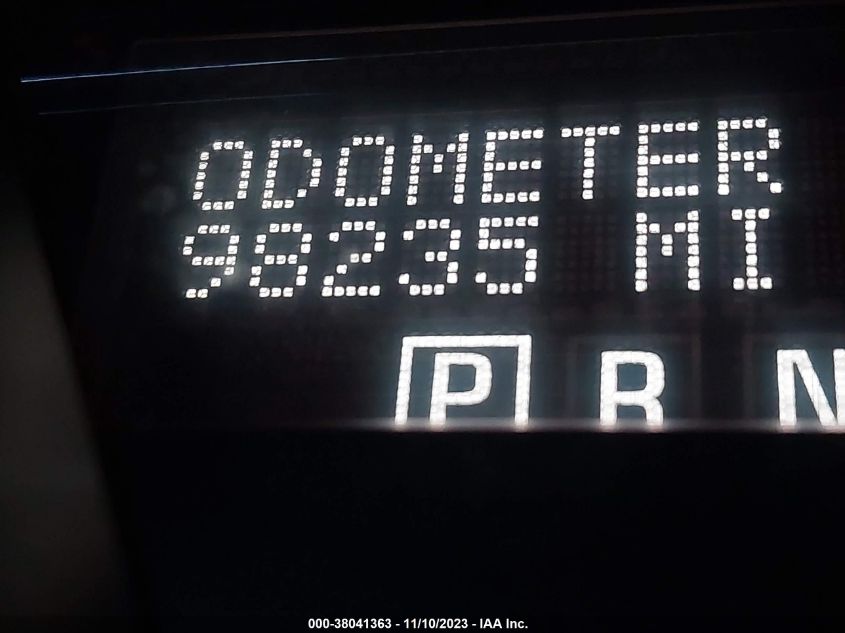 ODOMETER
98235 MI
P R N
000-38041363 - 11/10/2023 - IAA Inc.